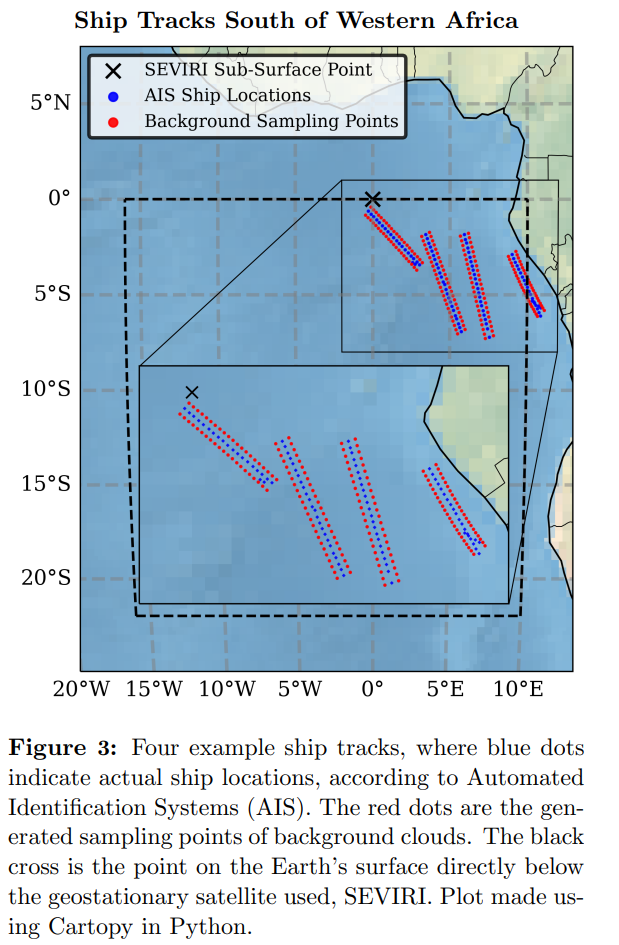 Ship Tracks South of Western Africa
SEVIRI Sub-Surface Point
AIS Ship Locations
Background Sampling Points
5°N
0°
5°S
10°S
15°S
20°S
20°W 15°W 10°W 5°W 0° 5°E 10°E
Figure 3: Four example ship tracks, where blue dots
indicate actual ship locations, according to Automated
Identification Systems (AIS). The red dots are the gen-
erated sampling points of background clouds. The black
cross is the point on the Earth's surface directly below
the geostationary satellite used, SEVIRI. Plot made us-
ing Cartopy in Python.